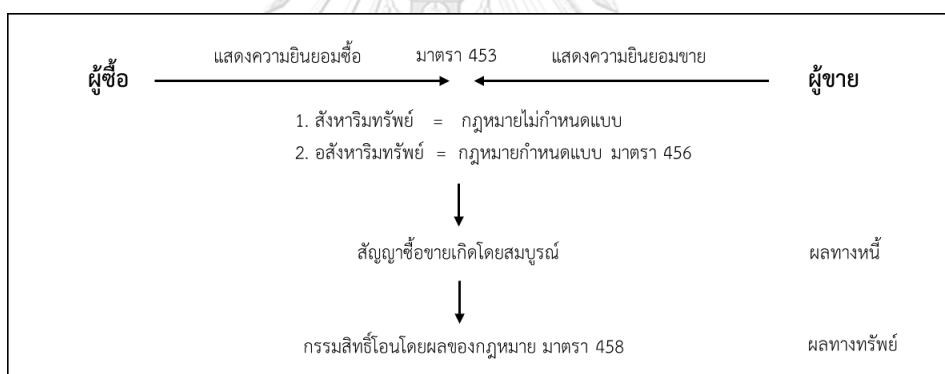 แสดงความยินยอมซื้อ มาตรา 453 แสดงความยินยอมขาย
ผู้ซื้อ ผู้ขาย
1. สังหาริมทรัพย์ = กฎหมายไม่กำหนดแบบ
2. อสังหาริมทรัพย์ = กฎหมายกำหนดแบบ มาตรา 456
สัญญาซื้อขายเกิดโดยสมบูรณ์ ผลทางหนี้
กรรมสิทธิ์โอนโดยผลของกฎหมาย มาตรา 458 ผลทางทรัพย์